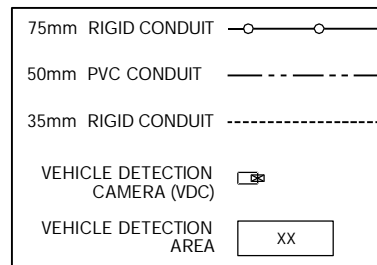 75mm RIGID CONDUIT
50mm PVC CONDUIT
35mm RIGID CONDUIT
VEHICLE DETECTION
CAMERA (VDC)
VEHICLE DETECTION
AREA
XX